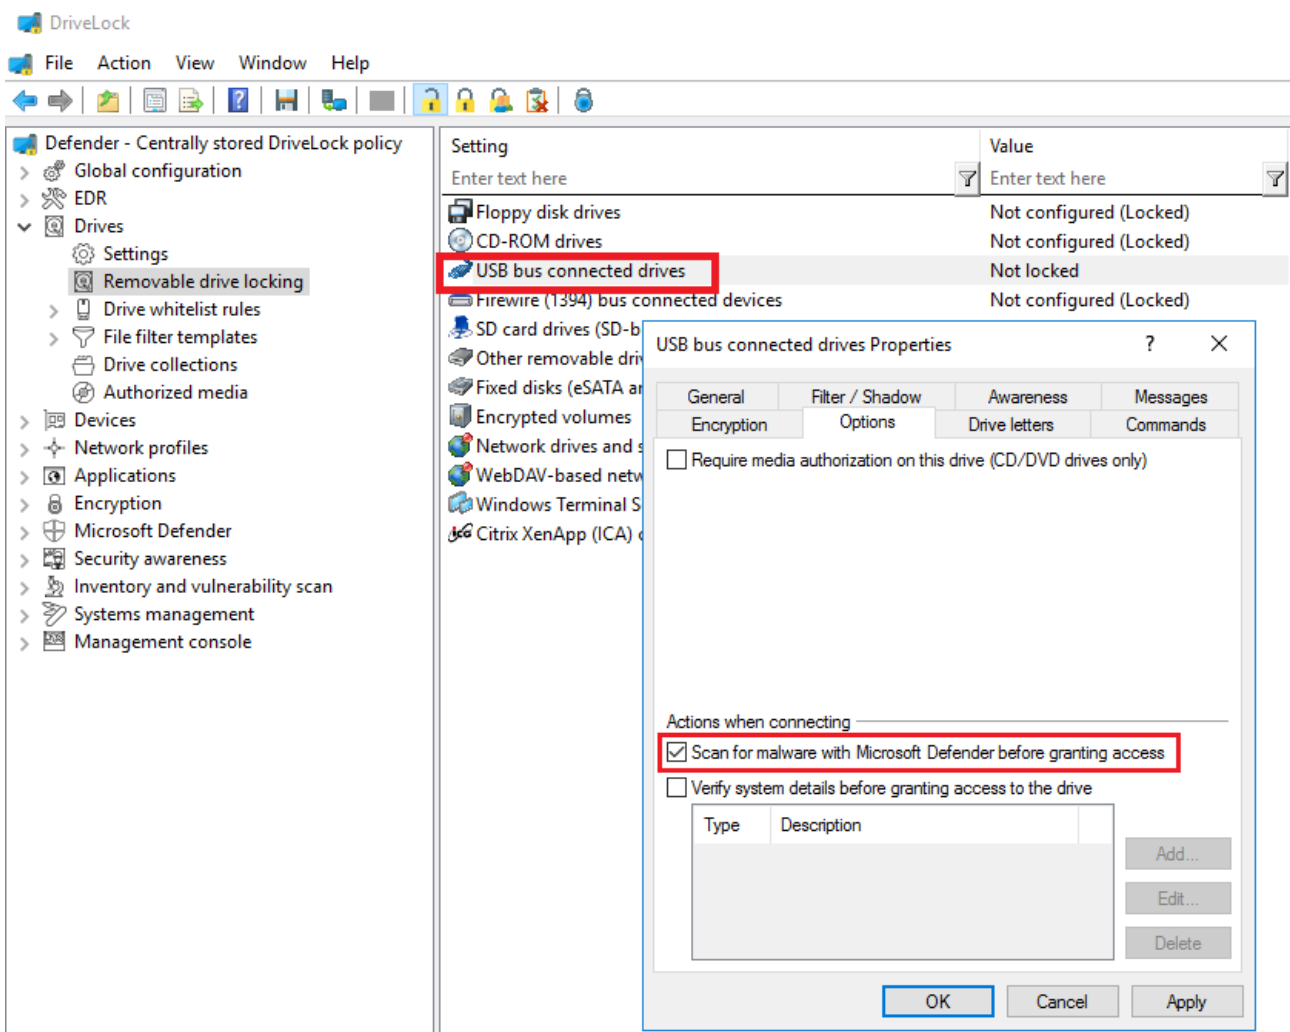 DriveLock
File Action View Window Help
Defender - Centrally stored DriveLock policy
Global configuration
EDR
Drives
Settings
Removable drive locking
Drive whitelist rules
File filter templates
Drive collections
Authorized media
Devices
Network profiles
Applications
Encryption
Microsoft Defender
Security awareness
Inventory and vulnerability scan
Systems management
Management console
Setting Value
Enter text here Enter text here
Floppy disk drives Not configured (Locked)
CD-ROM drives Not configured (Locked)
USB bus connected drives Not locked
Firewire (1394) bus connected devices Not configured (Locked)
SD card drives (SD-b
Other removable driv
Fixed disks (eSATA ar
Encrypted volumes
Network drives and s
WebDAV-based netw
Windows Terminal S
Citrix XenApp (ICA) c
USB bus connected drives Properties ?
General Filter / Shadow Awareness Messages
Encryption Options Drive letters Commands
Require media authorization on this drive (CD/DVD drives only)
Actions when connecting
Scan for malware with Microsoft Defender before granting access
Verify system details before granting access to the drive
Type Description
Add...
Edit...
Delete
OK Cancel Apply